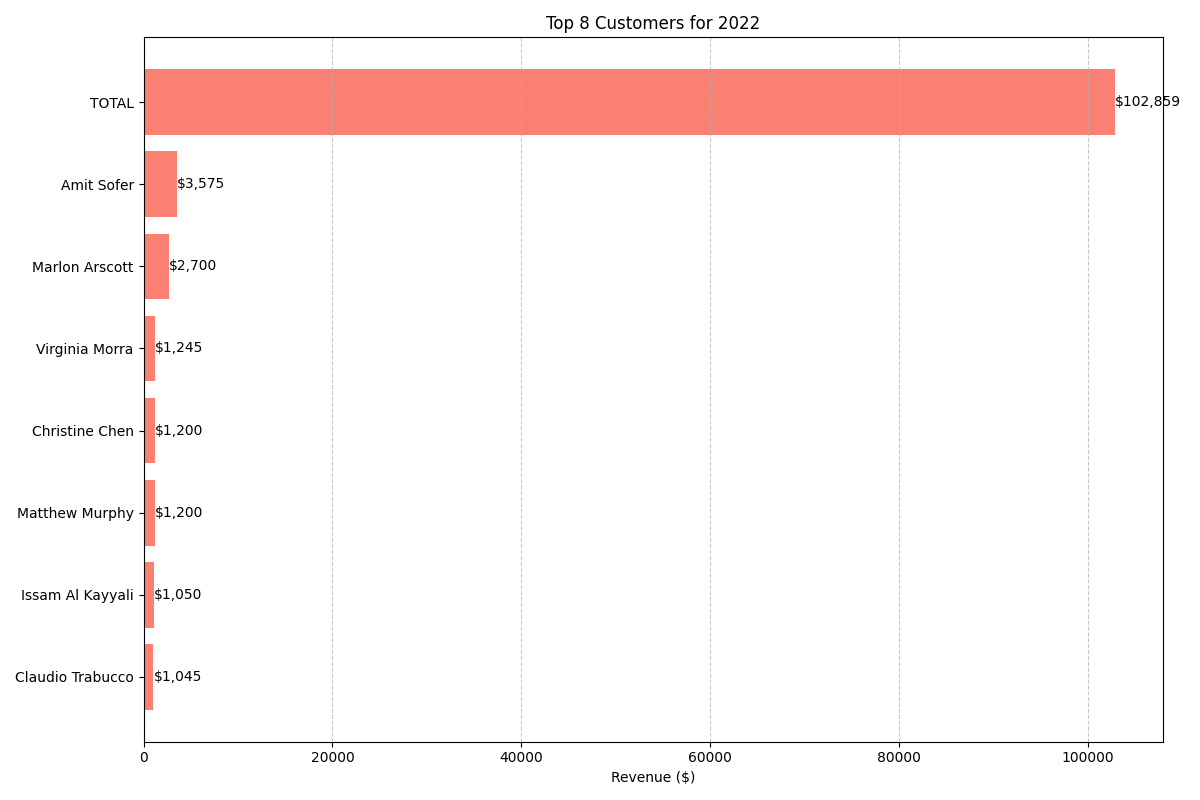 Top 8 Customers for 2022
TOTAL $102,859
Amit Sofer $3,575
Marlon Arscott $2,700
Virginia Morra $1,245
Christine Chen $1,200
Matthew Murphy $1,200
Issam Al Kayyali $1,050
Claudio Trabucco $1,045
0 20000 40000 60000 80000 100000
Revenue ($)